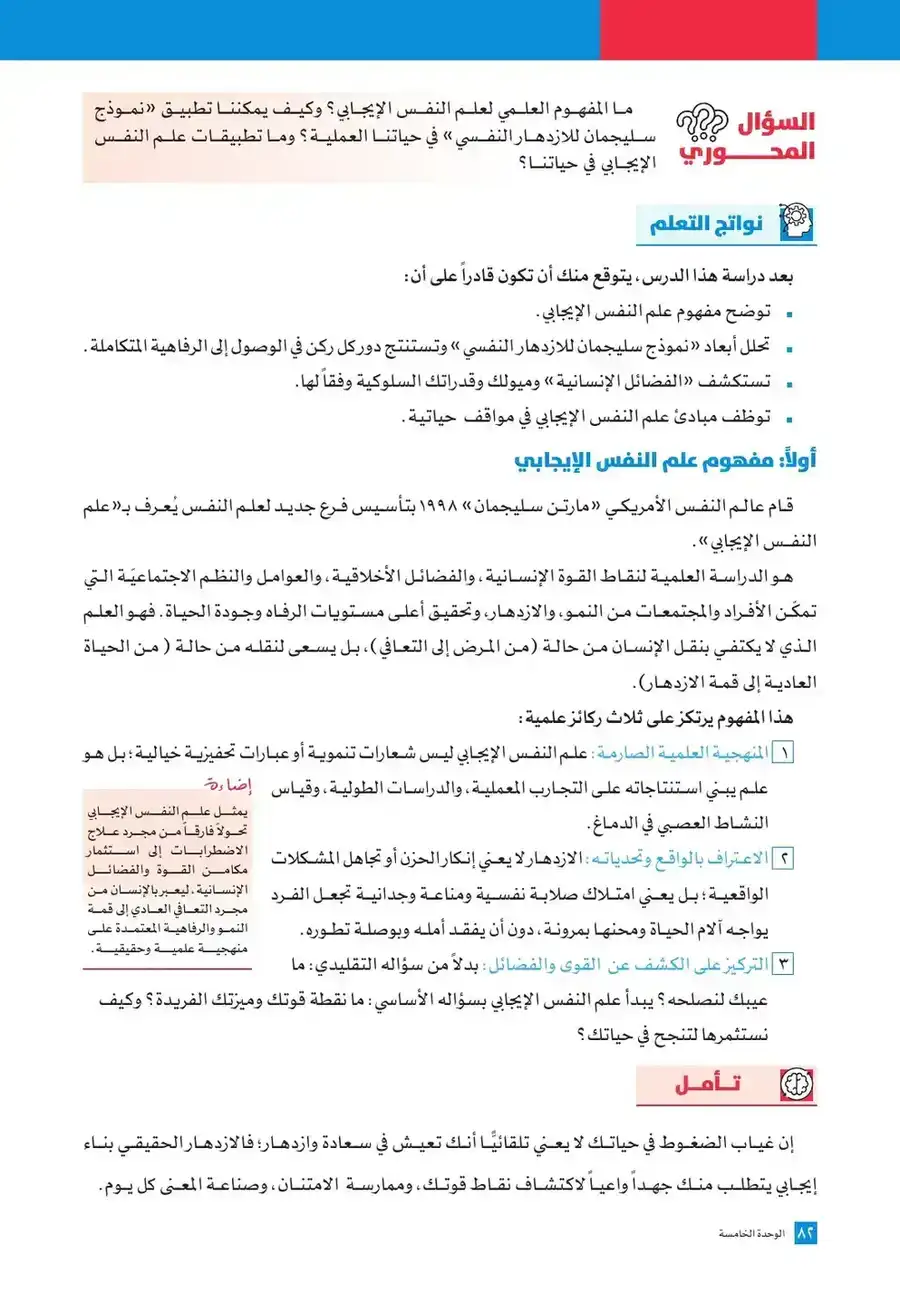 السؤال
المحوري
ما المفهوم العلمي لعلم النفس الإيجابي؟ وكيف يمكننا تطبيق «نموذج
سليجمان للازدهار النفسي» في حياتنا العملية؟ وما تطبيقات علم النفس
الإيجابي في حياتنا؟
نواتج التعلم
بعد دراسة هذا الدرس، يتوقع منك أن تكون قادراً على أن:
▪ توضح مفهوم علم النفس الإيجابي.
▪ تحلل أبعاد «نموذج سليجمان للازدهار النفسي» وتستنتج دور كل ركن في الوصول إلى الرفاهية المتكاملة.
▪ تستكشف «الفضائل الإنسانية» وميولك وقدراتك السلوكية وفقاً لها.
▪ توظف مبادئ علم النفس الإيجابي في مواقف حياتية.
أولاً: مفهوم علم النفس الإيجابي
قام عالم النفس الأمريكي «مارتن سليجمان» ١٩٩٨ بتأسيس فرع جديد لعلم النفس يُعرف بـ«علم
النفس الإيجابي».
هو الدراسة العلمية لنقاط القوة الإنسانية، والفضائل الأخلاقية، والعوامل والنظم الاجتماعيّة التي
تمكّن الأفراد والمجتمعات من النمو، والازدهار، وتحقيق أعلى مستويات الرفاه وجودة الحياة. فهو العلم
الذي لا يكتفي بنقل الإنسان من حالة (من المرض إلى التعافي)، بل يسعى لنقله من حالة ( من الحياة
العادية إلى قمة الازدهار).
هذا المفهوم يرتكز على ثلاث ركائز علمية:
١ المنهجية العلمية الصارمة: علم النفس الإيجابي ليس شعارات تنموية أو عبارات تحفيزية خيالية؛ بل هو
علم يبني استنتاجاته على التجارب المعملية، والدراسات الطولية، وقياس
النشاط العصبي في الدماغ.
٢ الاعتراف بالواقع وتحدياته: الازدهار لا يعني إنكار الحزن أو تجاهل المشكلات
الواقعية؛ بل يعني امتلاك صلابة نفسية ومناعة وجدانية تجعل الفرد
يواجه آلام الحياة ومحنها بمرونة، دون أن يفقد أمله وبوصلة تطوره.
٣ التركيز على الكشف عن القوى والفضائل: بدلاً من سؤاله التقليدي: ما
عيبك لنصلحه؟ يبدأ علم النفس الإيجابي بسؤاله الأساسي: ما نقطة قوتك وميزتك الفريدة؟ وكيف
نستثمرها لتنجح في حياتك؟
إضاءة
يمثل علم النفس الإيجابي
تحولاً فارقاً من مجرد علاج
الاضطرابات إلى استثمار
مكامن القوة والفضائل
الإنسانية، ليعبر بالإنسان من
مجرد التعافي العادي إلى قمة
النمو والرفاهية المعتمدة على
منهجية علمية وحقيقية.
تأمل
إن غياب الضغوط في حياتك لا يعني تلقائيًّا أنك تعيش في سعادة وازدهار؛ فالازدهار الحقيقي بناء
إيجابي يتطلب منك جهداً واعياً لاكتشاف نقاط قوتك، وممارسة الامتنان، وصناعة المعنى كل يوم.
٨٢ الوحدة الخامسة